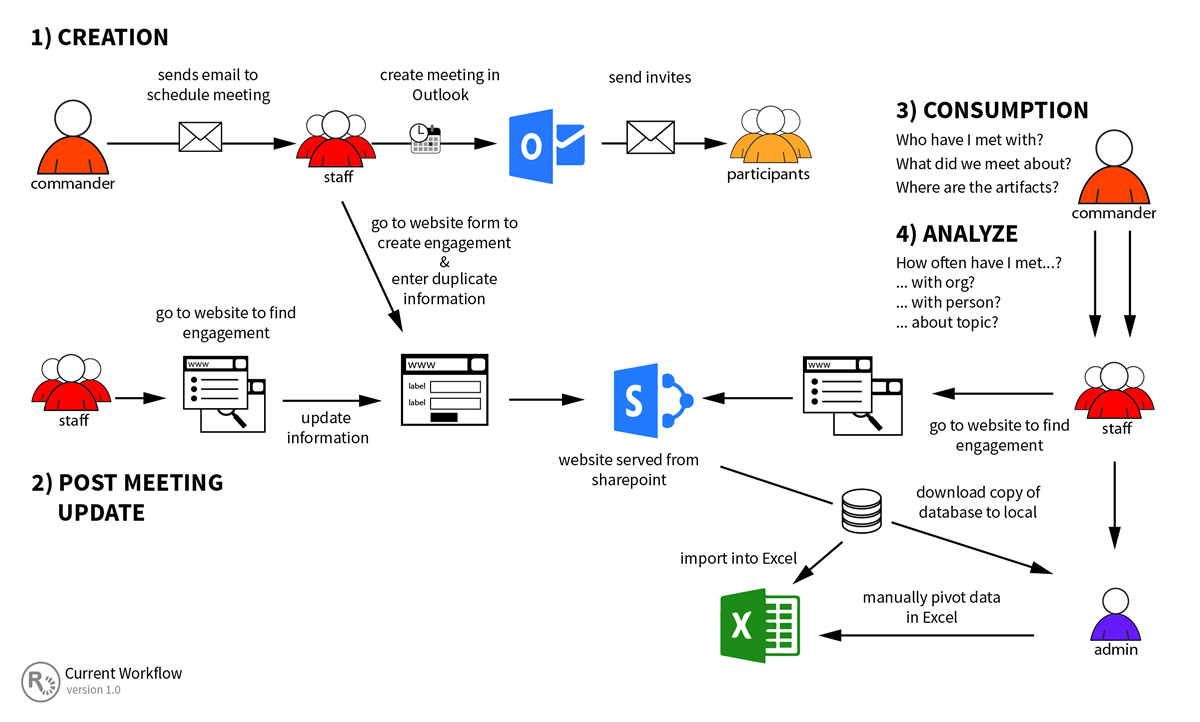 1) CREATION
sends email to
schedule meeting
create meeting in
Outlook
send invites
commander
staff
O
participants
go to website form to
create engagement
&
enter duplicate
information
3) CONSUMPTION
Who have I met with?
What did we meet about?
Where are the artifacts?
commander
4) ANALYZE
How often have I met...?
... with org?
... with person?
... about topic?
go to website to find
engagement
staff
www
update
information
www
label
label
S
website served from
sharepoint
www
go to website to find
engagement
staff
2) POST MEETING
UPDATE
download copy of
database to local
import into Excel
X
manually pivot data
in Excel
admin
R
Current Workflow
version 1.0